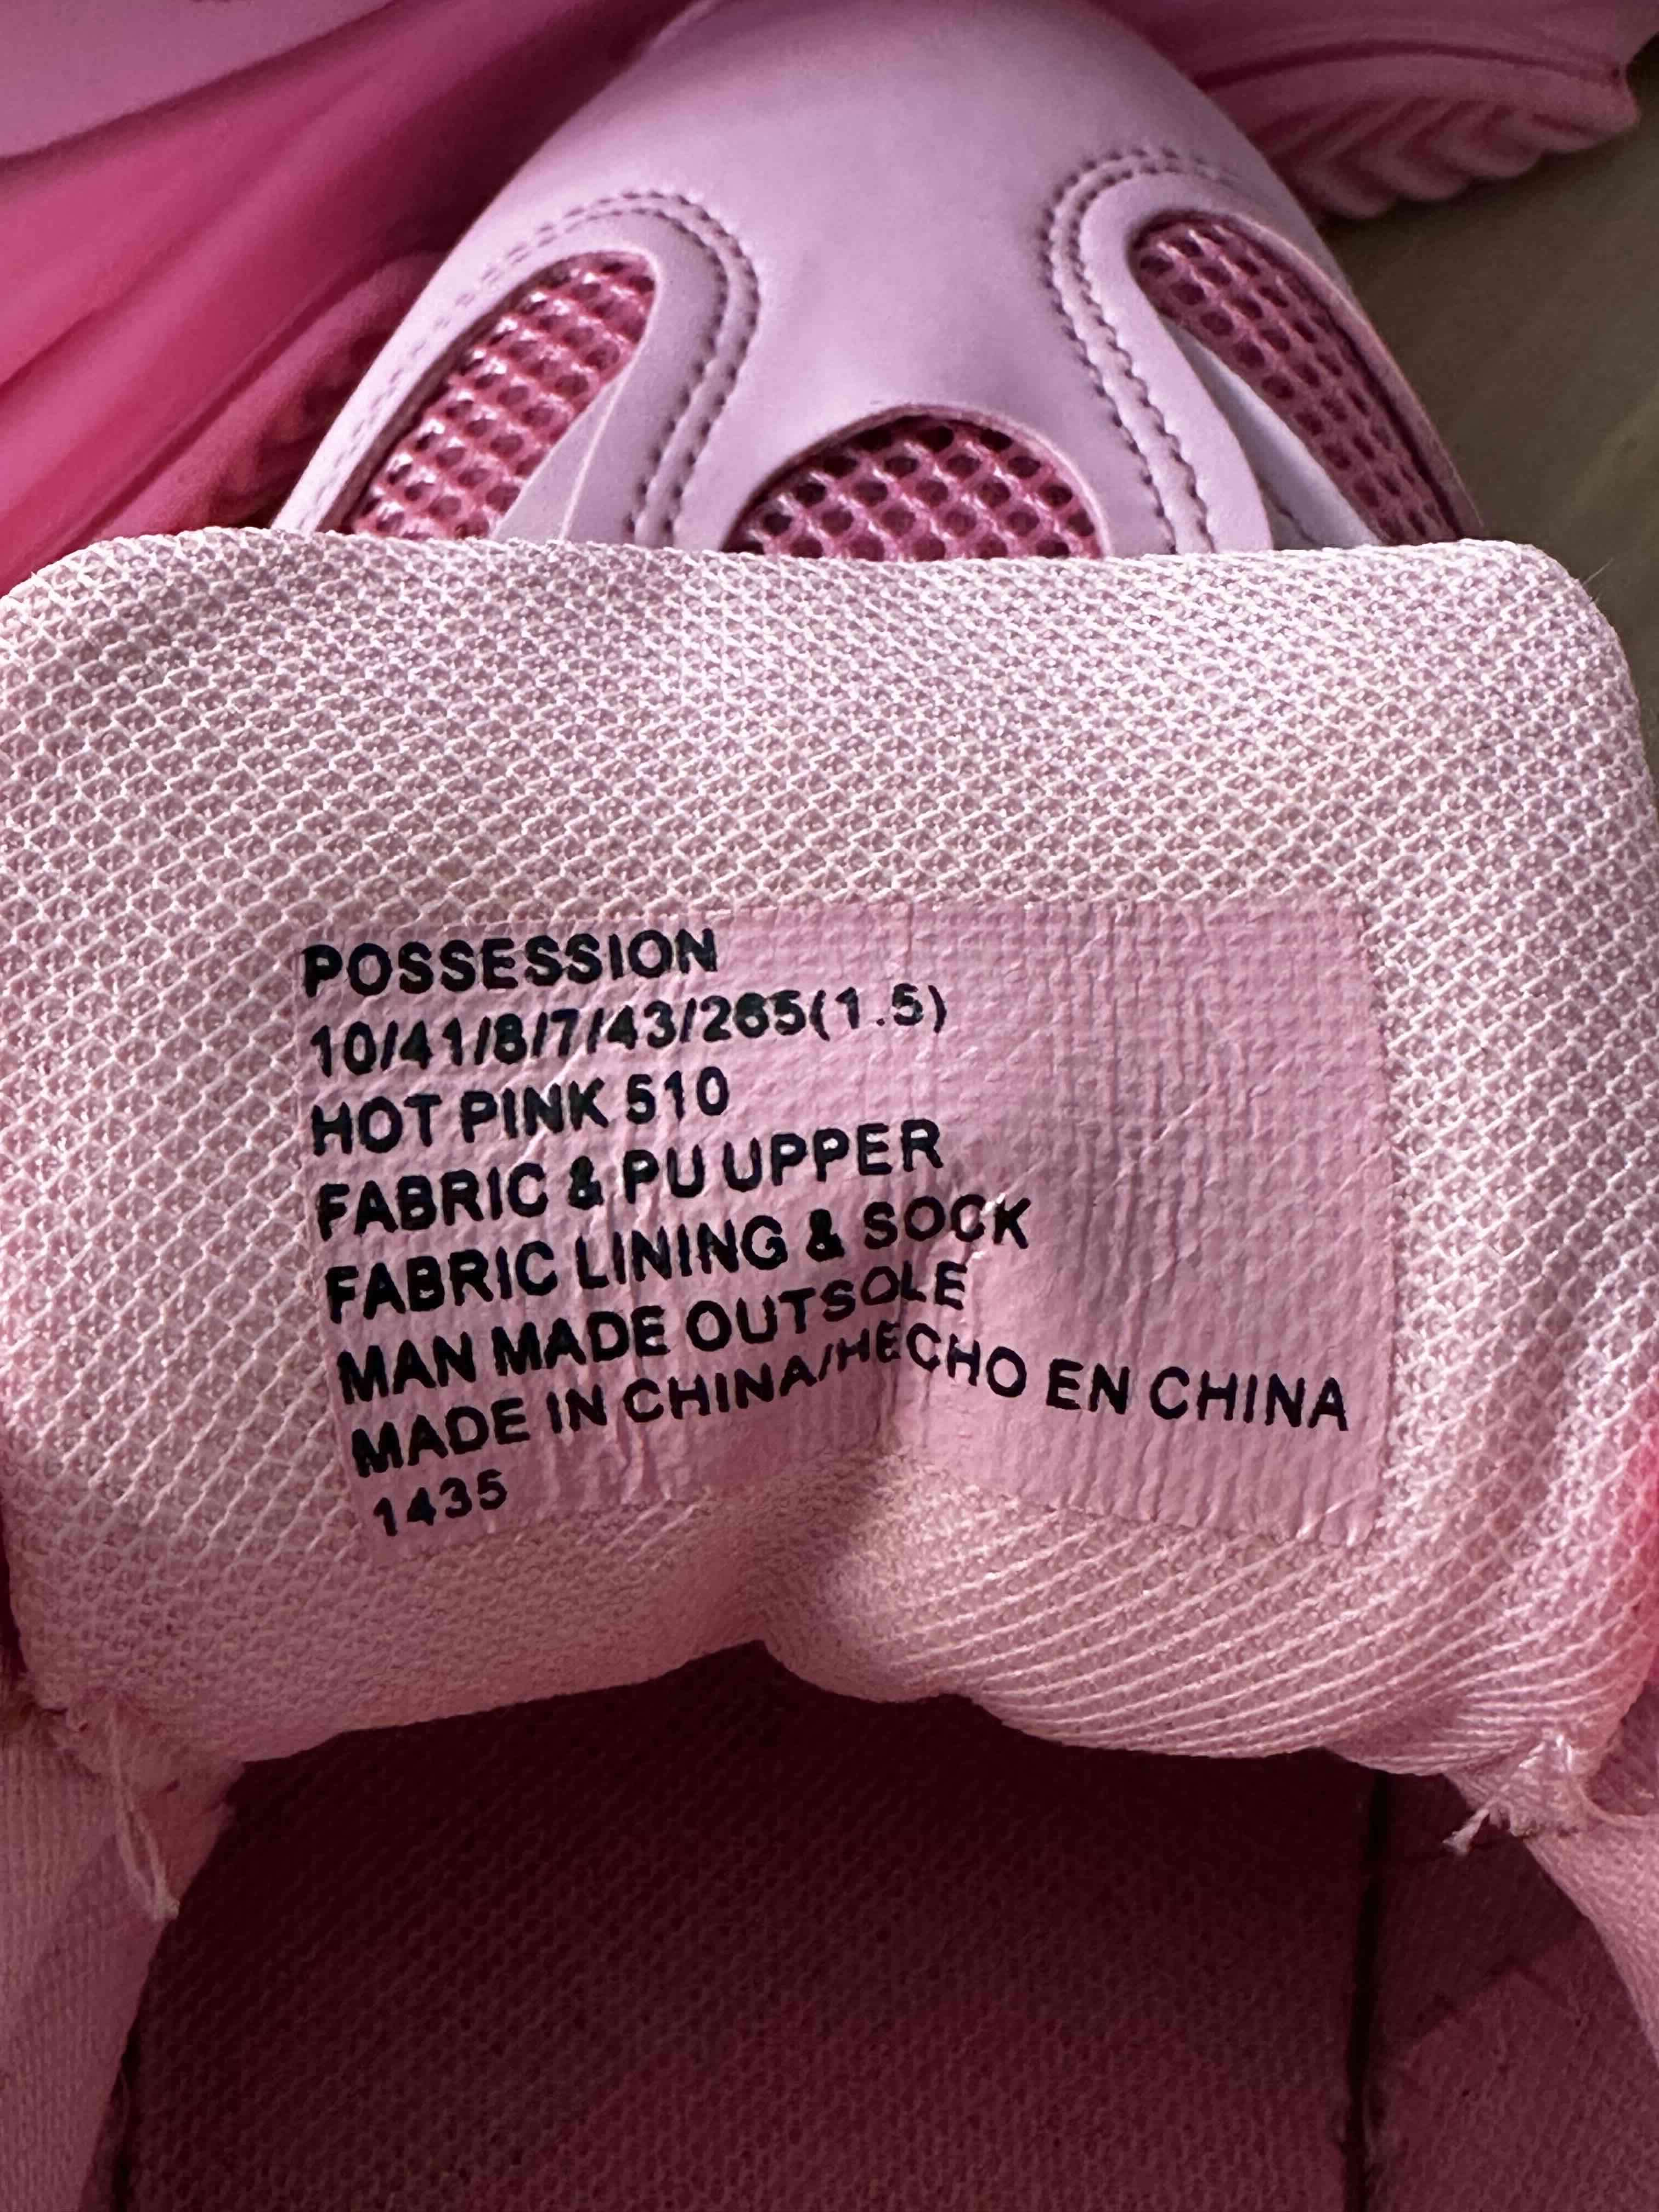 POSSESSION
10/41/8/7/43/265(1.5)
HOT PINK 510
FABRIC & PU UPPER
FABRIC LINING & SOCK
MAN MADE OUTSOLE
MADE IN CHINA/HECHO EN CHINA
1435